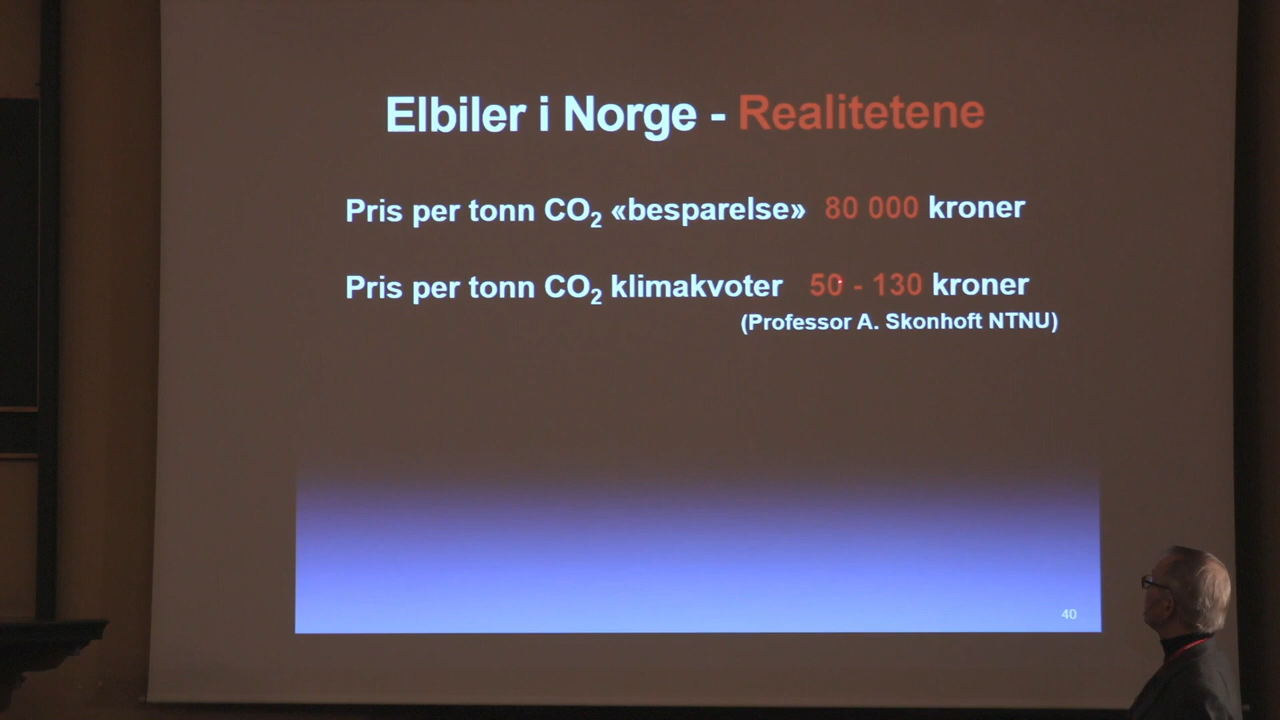 Elbiler i Norge - Realitetene
Pris per tonn CO₂ «besparelse» 80 000 kroner
Pris per tonn CO₂ klimakvoter 50 - 130 kroner
(Professor A. Skonhoft NTNU)
40